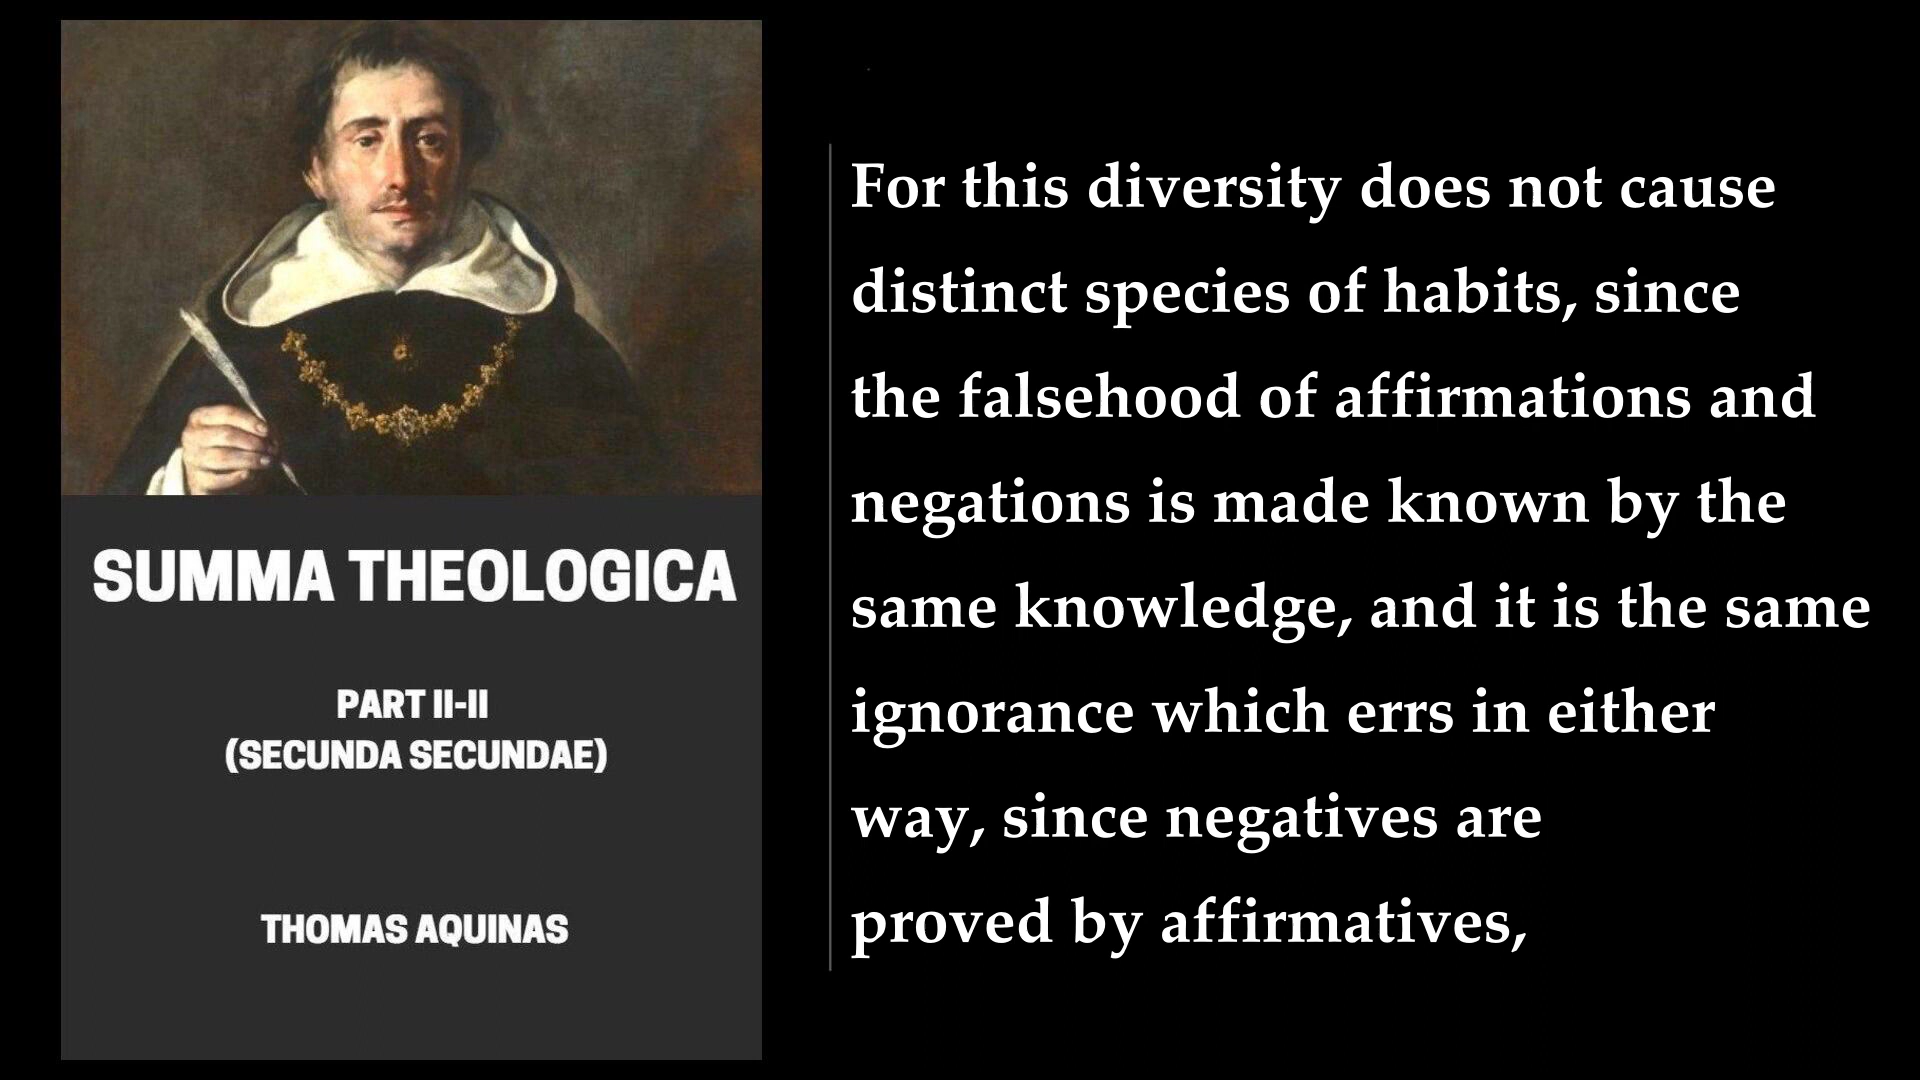 SUMMA THEOLOGICA
PART II-II
(SECUNDA SECUNDAE)
THOMAS AQUINAS
For this diversity does not cause
distinct species of habits, since
the falsehood of affirmations and
negations is made known by the
same knowledge, and it is the same
ignorance which errs in either
way, since negatives are
proved by affirmatives,